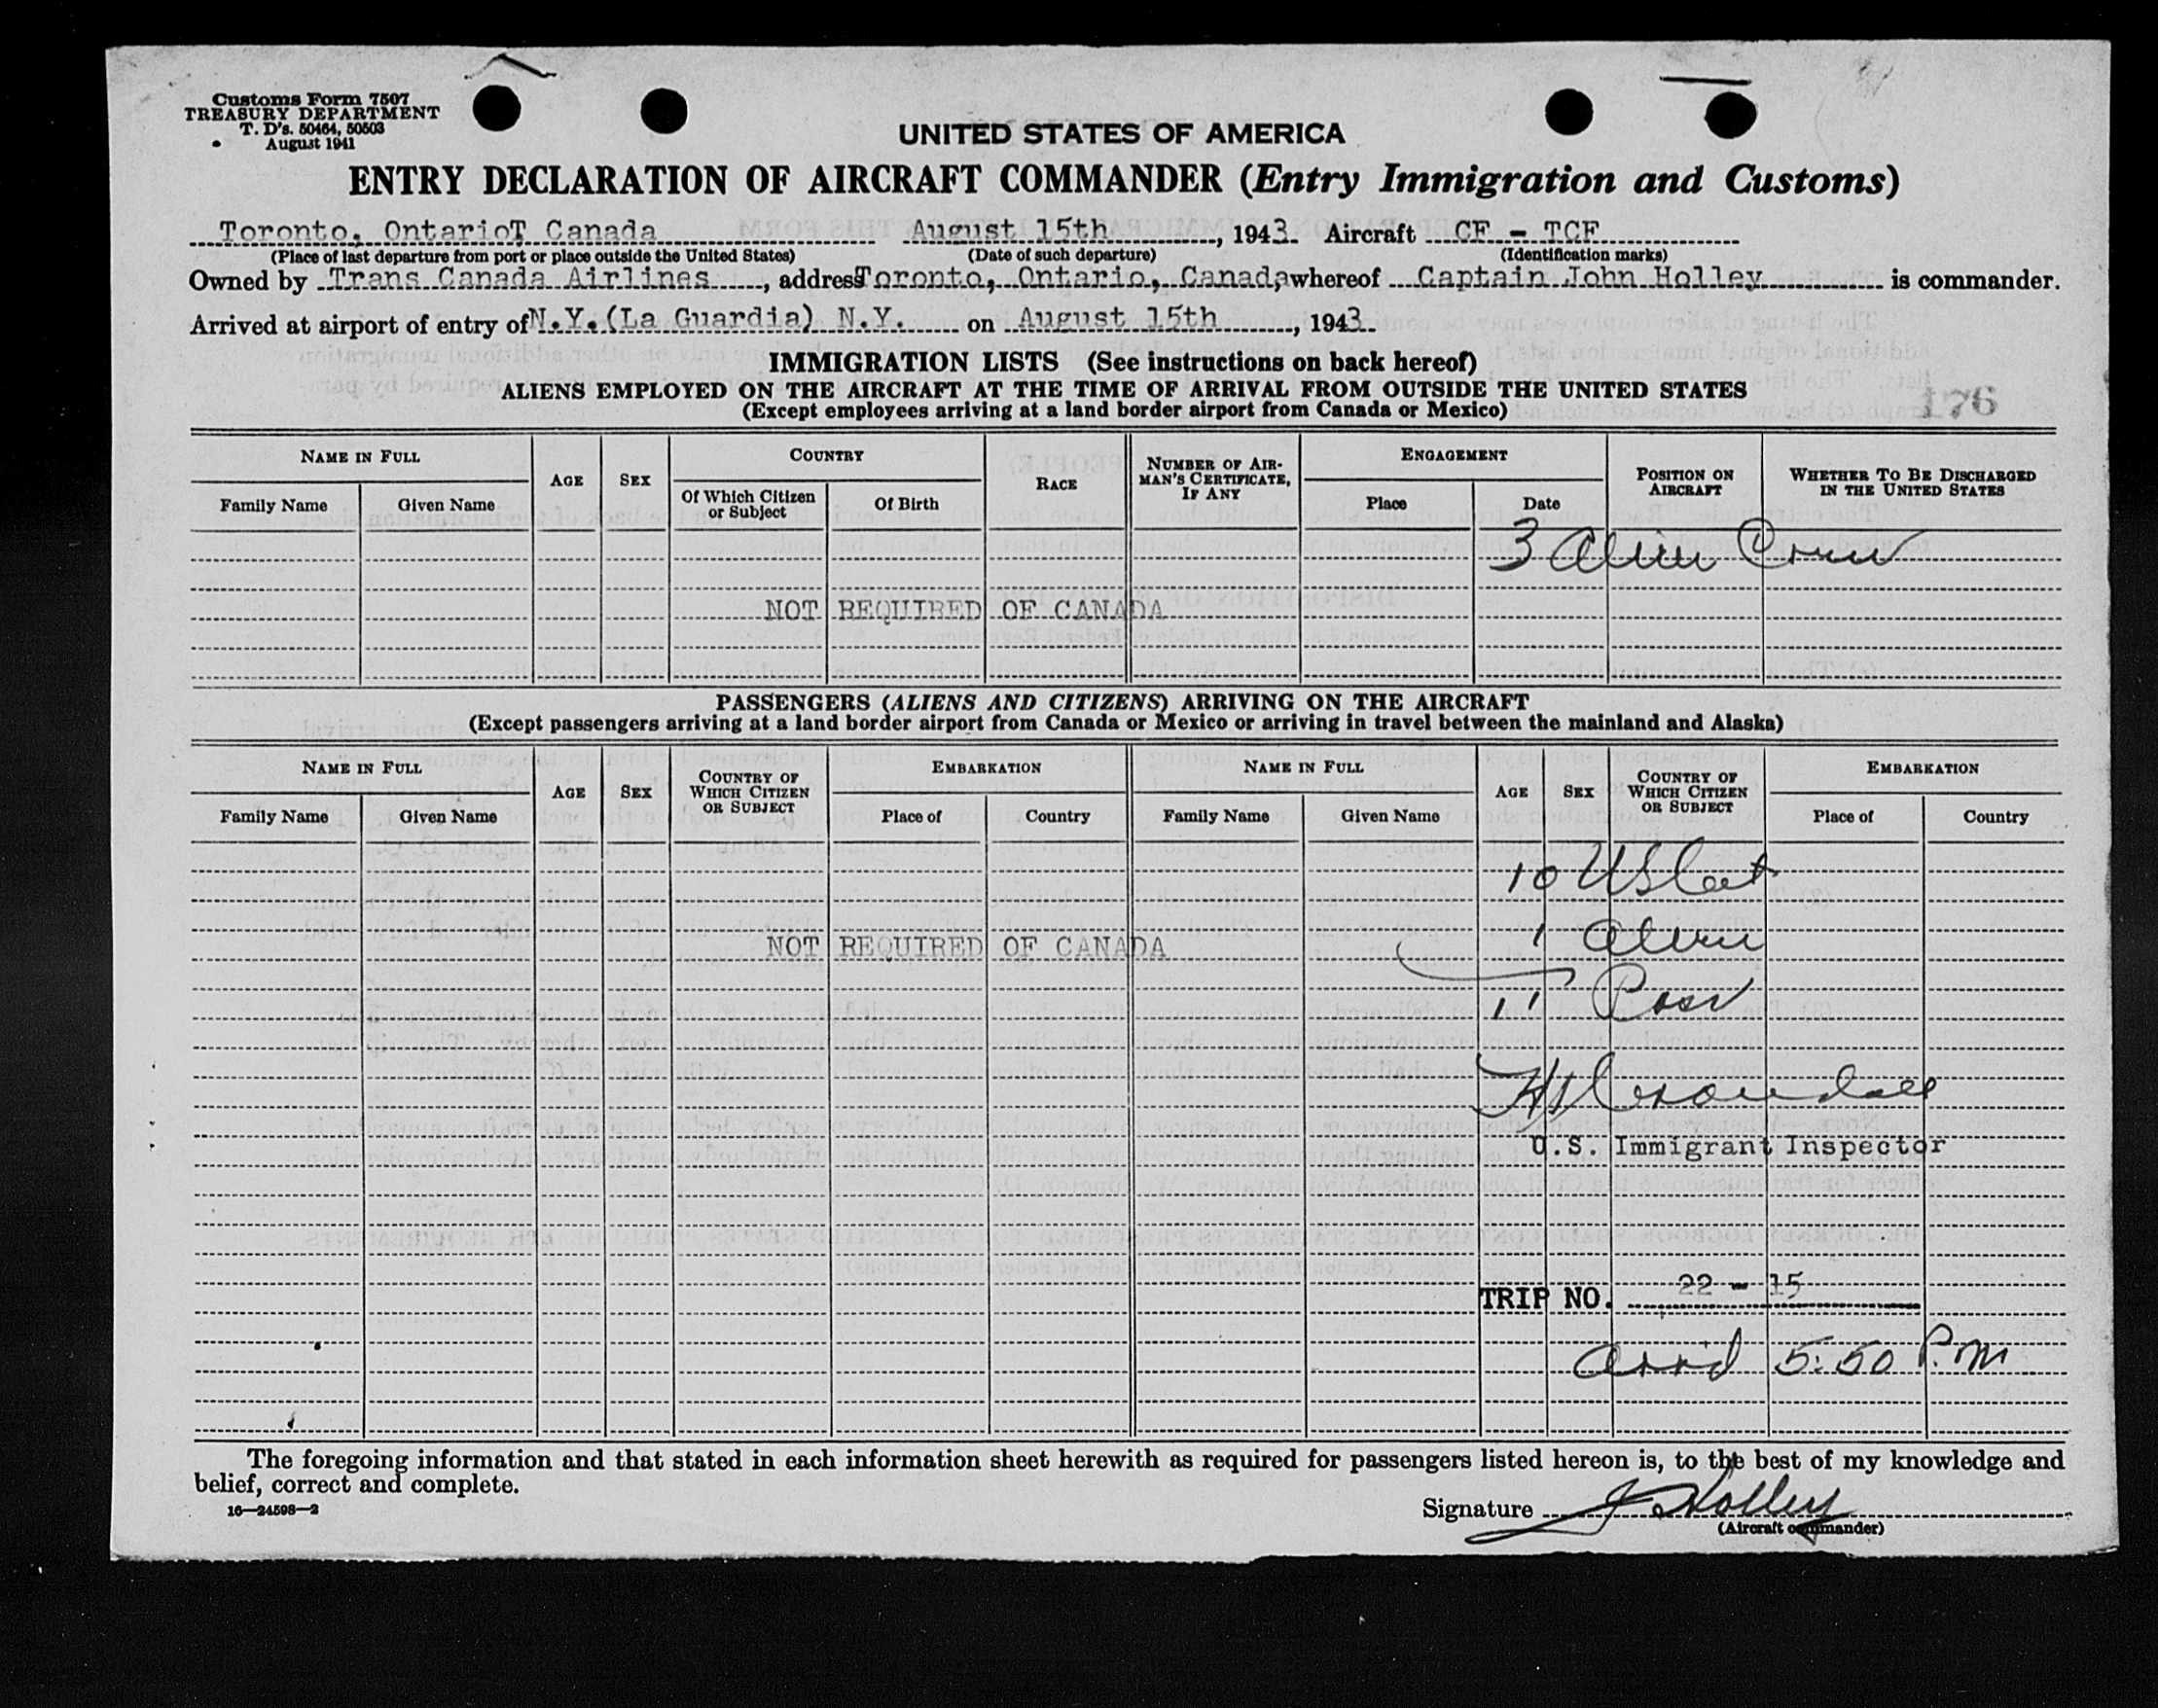 Customs Form 7507
TREASURY DEPARTMENT
T. D's. 50464, 50503
August 1941
UNITED STATES OF AMERICA
ENTRY DECLARATION OF AIRCRAFT COMMANDER (Entry Immigration and Customs)
Toronto, OntarioT Canada August 15th, 1943. Aircraft CF - TCF
(Place of last departure from port or place outside the United States) (Date of such departure) (Identification marks)
Owned by Trans Canada Airlines, address Toronto, Ontario, Canada, whereof Captain John Holley is commander.
Arrived at airport of entry of N.Y. (La Guardia) N.Y. on August 15th, 1943.
IMMIGRATION LISTS (See instructions on back hereof)
ALIENS EMPLOYED ON THE AIRCRAFT AT THE TIME OF ARRIVAL FROM OUTSIDE THE UNITED STATES
(Except employees arriving at a land border airport from Canada or Mexico)
176
NAME IN FULL AGE SEX COUNTRY RACE NUMBER OF AIRMAN'S CERTIFICATE, IF ANY ENGAGEMENT POSITION ON AIRCRAFT WHETHER TO BE DISCHARGED IN THE UNITED STATES
Family Name Given Name Of Which Citizen or Subject Of Birth Place Date
3 Alien Crew
NOT REQUIRED OF CANADA
PASSENGERS (ALIENS AND CITIZENS) ARRIVING ON THE AIRCRAFT
(Except passengers arriving at a land border airport from Canada or Mexico or arriving in travel between the mainland and Alaska)
NAME IN FULL AGE SEX COUNTRY OF WHICH CITIZEN OR SUBJECT EMBARKATION NAME IN FULL AGE SEX COUNTRY OF WHICH CITIZEN OR SUBJECT EMBARKATION
Family Name Given Name Place of Country Family Name Given Name Place of Country
10 US Cit
1 Alien
NOT REQUIRED OF CANADA
11 Pass
U.S. Immigrant Inspector
TRIP NO. 22 - 15
Arr'd 5:50 P.M
The foregoing information and that stated in each information sheet herewith as required for passengers listed hereon is, to the best of my knowledge and
belief, correct and complete.
16—24598-2
Signature J. Holley
(Aircraft commander)